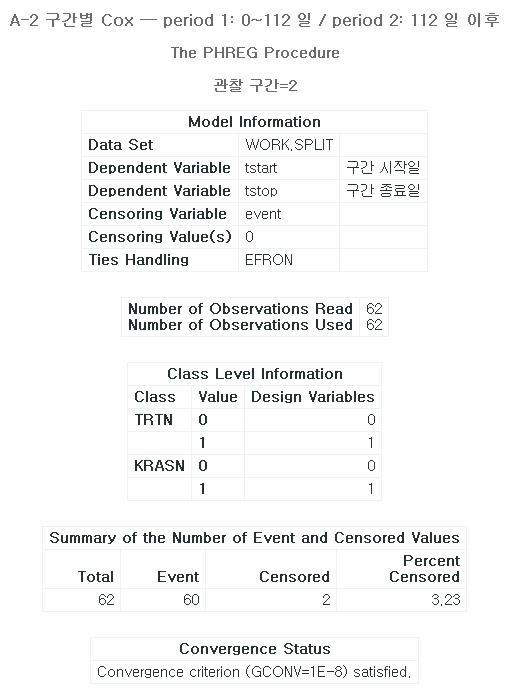 A-2 구간별 Cox — period 1: 0~112 일 / period 2: 112 일 이후
The PHREG Procedure
관찰 구간=2
Model Information
Data Set WORK.SPLIT
Dependent Variable tstart 구간 시작일
Dependent Variable tstop 구간 종료일
Censoring Variable event
Censoring Value(s) 0
Ties Handling EFRON
Number of Observations Read 62
Number of Observations Used 62
Class Level Information
Class Value Design Variables
TRTN 0 0
1 1
KRASN 0 0
1 1
Summary of the Number of Event and Censored Values
Total Event Censored Percent Censored
62 60 2 3.23
Convergence Status
Convergence criterion (GCONV=1E-8) satisfied.